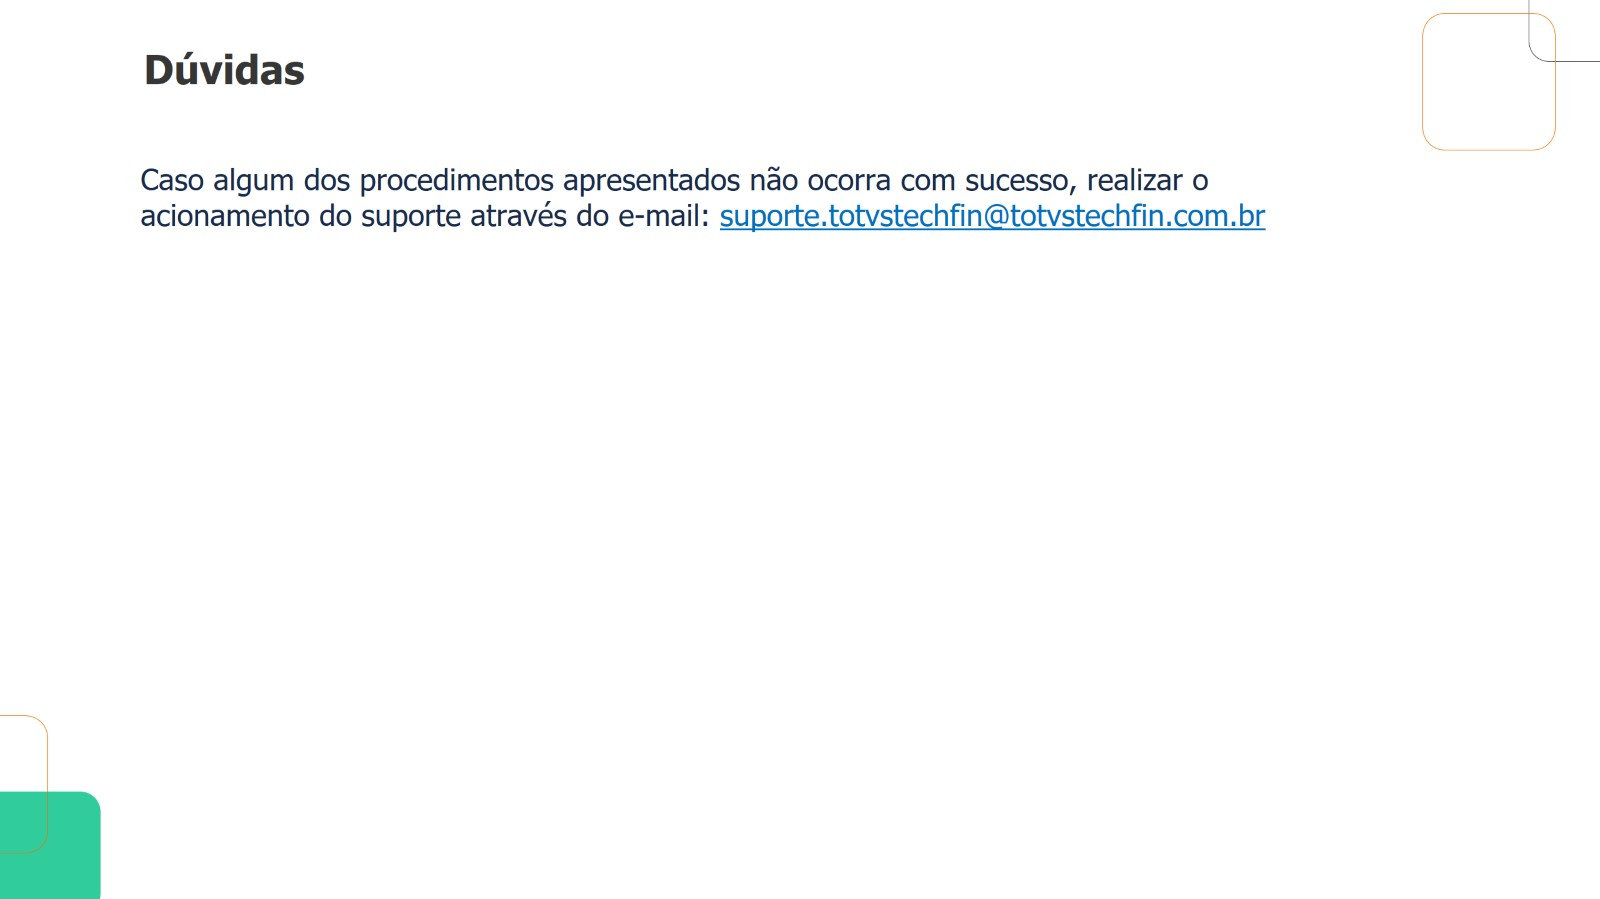 Dúvidas
Caso algum dos procedimentos apresentados não ocorra com sucesso, realizar o
acionamento do suporte através do e-mail: suporte.totvstechfin@totvstechfin.com.br